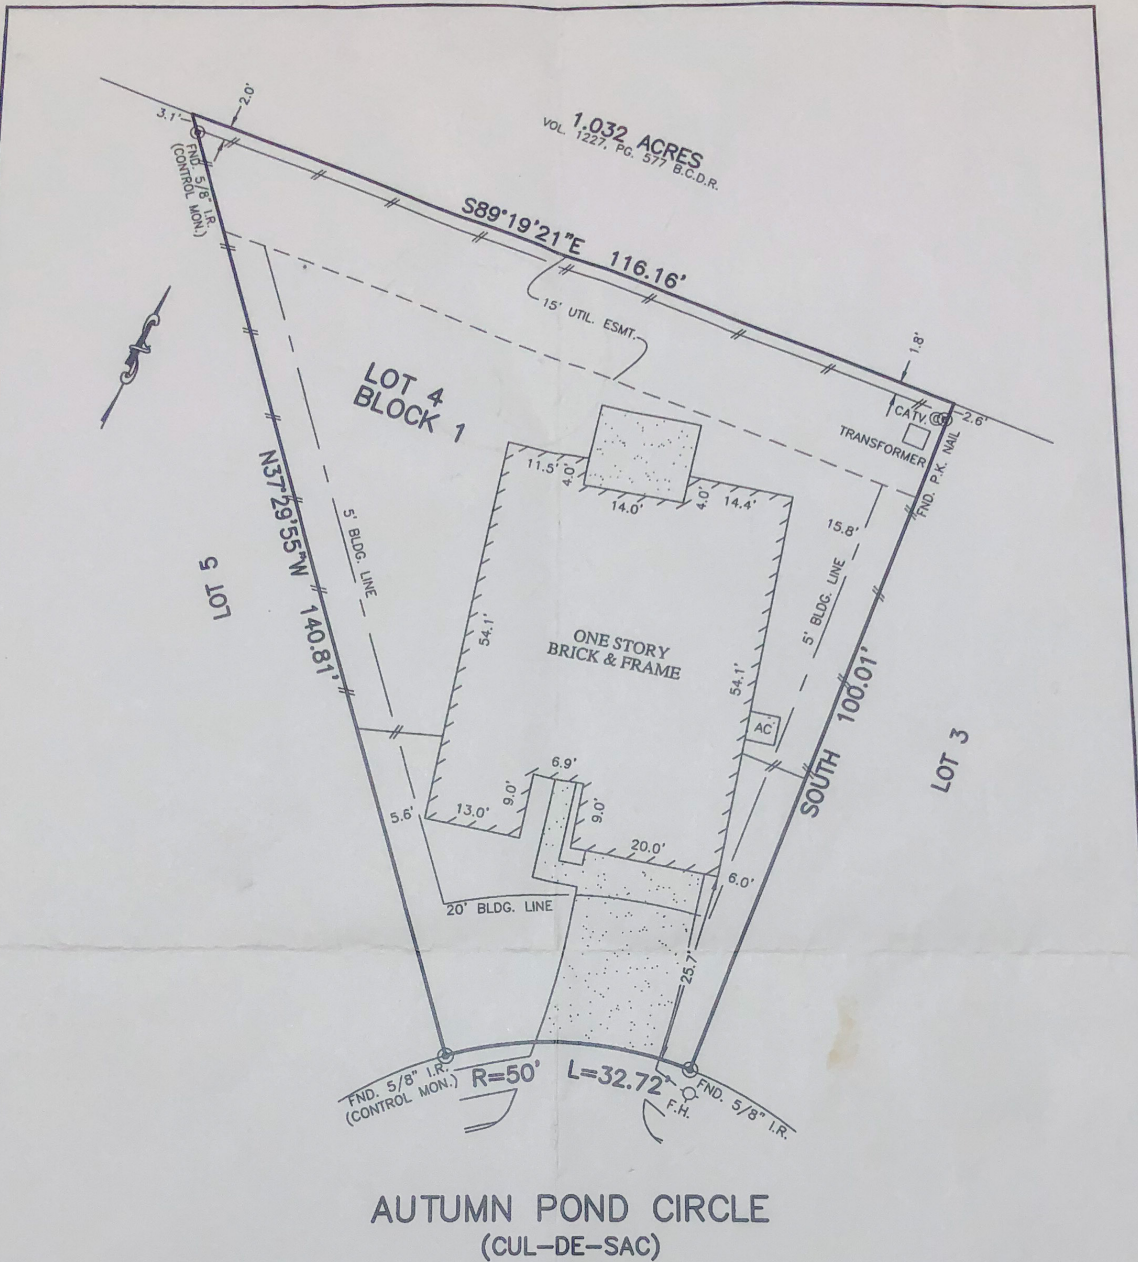 1.032 ACRES
VOL. 1227, PG. 577 B.C.D.R.
2.0'
3.1'
FND. 5/8" I.R.
(CONTROL MON.)
S89°19'21"E 116.16'
15' UTIL. ESMT.
1.8'
2.6'
CATV.
TRANSFORMER
FND. P.K. NAIL
LOT 4
BLOCK 1
11.5'
4.0'
14.0'
4.0'
14.4'
15.8'
N37°29'55"W 140.81'
5' BLDG. LINE
LOT 5
54.1'
ONE STORY
BRICK & FRAME
54.1'
5' BLDG. LINE
SOUTH 100.01'
LOT 3
AC
6.9'
9.0'
9.0'
13.0'
5.6'
20.0'
6.0'
20' BLDG. LINE
25.7'
FND. 5/8" I.R.
(CONTROL MON.)
R=50' L=32.72'
F.H.
FND. 5/8" I.R.
AUTUMN POND CIRCLE
(CUL-DE-SAC)